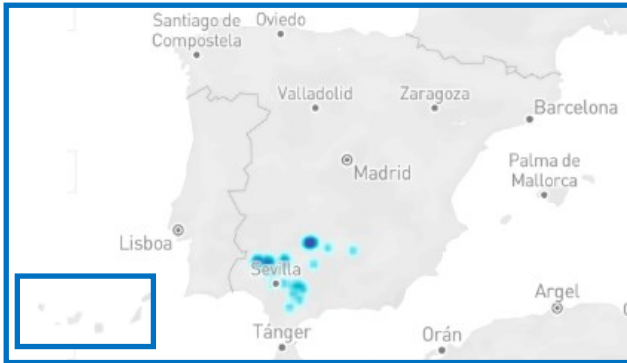 Santiago de
Compostela
Oviedo
Valladolid
Zaragoza
Barcelona
Madrid
Palma de
Mallorca
Lisboa
Sevilla
Argel
Tánger
Orán